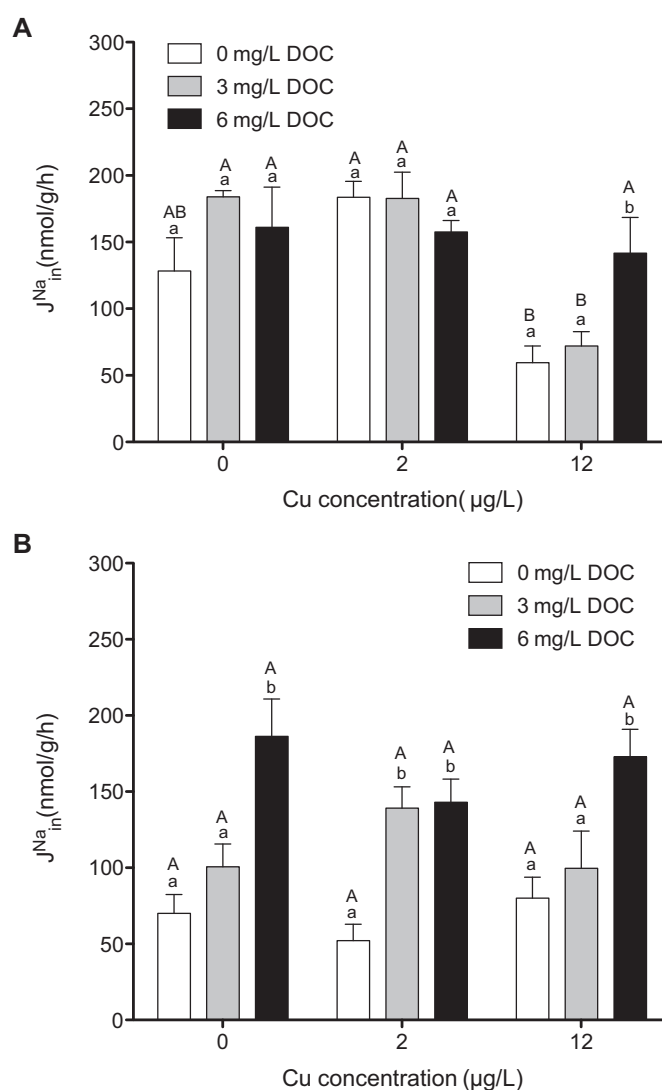 A
300
250
200
150
100
50
0
J^Na_in(nmol/g/h)
0 mg/L DOC
3 mg/L DOC
6 mg/L DOC
AB
a
A
a
A
a
A
a
A
a
A
a
B
a
B
a
A
b
0 2 12
Cu concentration( µg/L)
B
300
250
200
150
100
50
0
J^Na_in(nmol/g/h)
0 mg/L DOC
3 mg/L DOC
6 mg/L DOC
A
a
A
a
A
b
A
a
A
b
A
b
A
a
A
a
A
b
0 2 12
Cu concentration (µg/L)